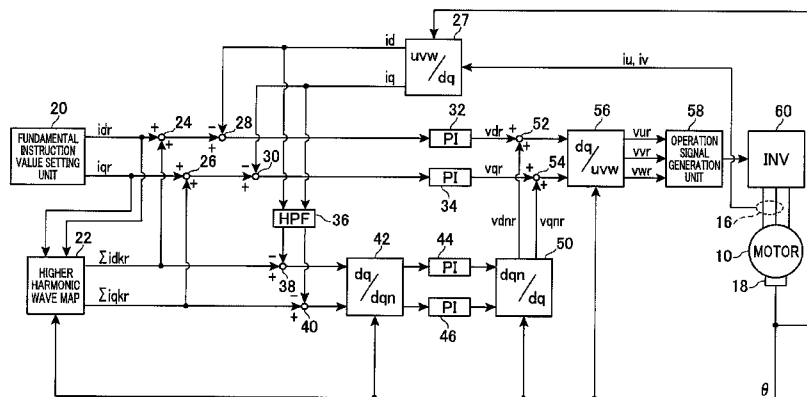 27
id
iq
uvw
dq
iu, iv
20
FUNDAMENTAL
INSTRUCTION
VALUE SETTING
UNIT
idr
iqr
+
24
+
−
+
28
+
26
+
−
+
30
32
PI
vdr
34
PI
vqr
+
52
+
+
54
+
56
dq
uvw
vur
vvr
vwr
58
OPERATION
SIGNAL
GENERATION
UNIT
60
INV
16
10
MOTOR
18
HPF
36
vdnr
vqnr
22
HIGHER
HARMONIC
WAVE MAP
Σidkr
Σiqkr
−
+
38
−
+
40
42
dq
dqn
44
PI
46
PI
50
dqn
dq
θ